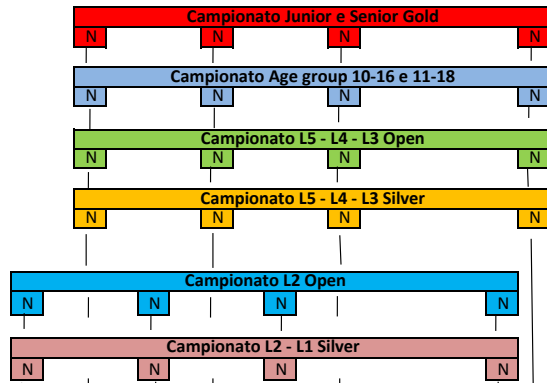 Campionato Junior e Senior Gold
N N N N
Campionato Age group 10-16 e 11-18
N N N N
Campionato L5 - L4 - L3 Open
N N N N
Campionato L5 - L4 - L3 Silver
N N N N
Campionato L2 Open
N N N N
Campionato L2 - L1 Silver
N N N N